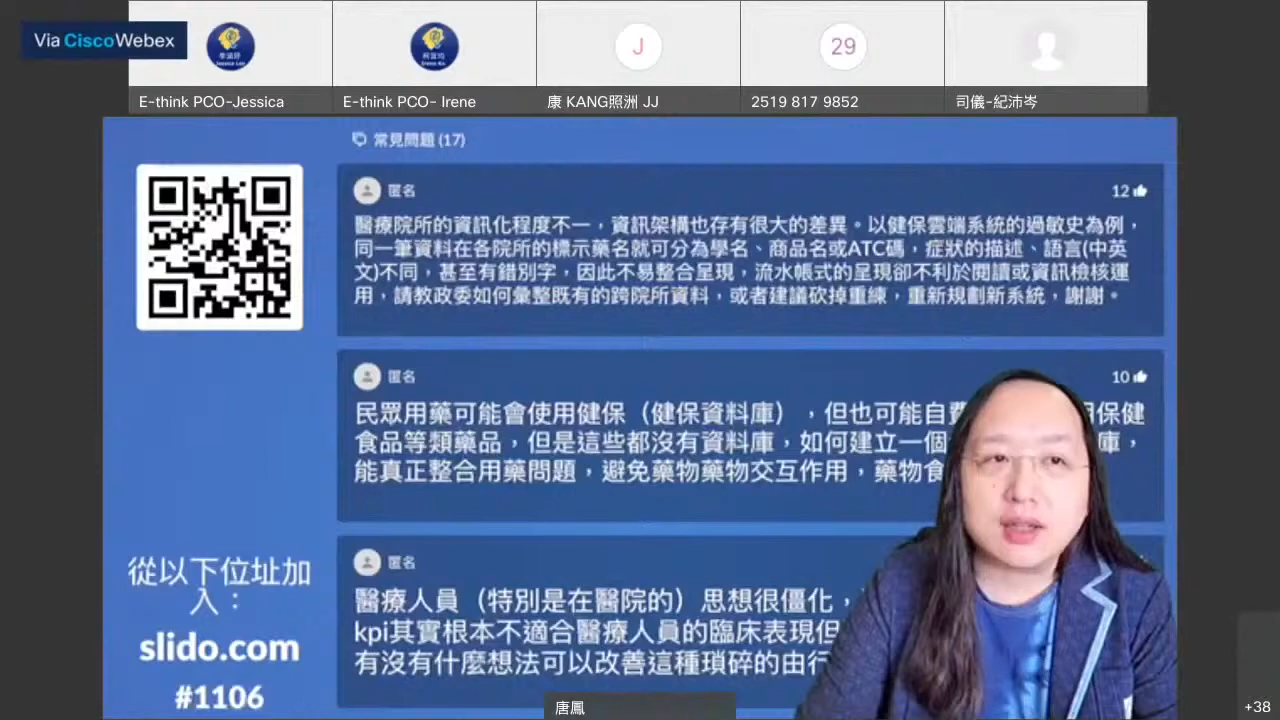 Via CiscoWebex
李涵妤
柯宜均
J
29
E-think PCO-Jessica
E-think PCO- Irene
康 KANG照洲 JJ
2519 817 9852
司儀-紀沛岑
常見問題 (17)
匿名
12
醫療院所的資訊化程度不一，資訊架構也存有很大的差異。以健保雲端系統的過敏史為例，
同一筆資料在各院所的標示藥名就可分為學名、商品名或ATC碼，症狀的描述、語言(中英
文)不同，甚至有錯別字，因此不易整合呈現，流水帳式的呈現卻不利於閱讀或資訊檢核運
用，請教政委如何彙整既有的跨院所資料，或者建議砍掉重練，重新規劃新系統，謝謝。
匿名
10
民眾用藥可能會使用健保（健保資料庫），但也可能自費 保健
食品等類藥品，但是這些都沒有資料庫，如何建立一個 庫，
能真正整合用藥問題，避免藥物藥物交互作用，藥物食
匿名
醫療人員（特別是在醫院的）思想很僵化，
kpi其實根本不適合醫療人員的臨床表現但
有沒有什麼想法可以改善這種瑣碎的由行
從以下位址加
入：
slido.com
#1106
唐鳳
+38